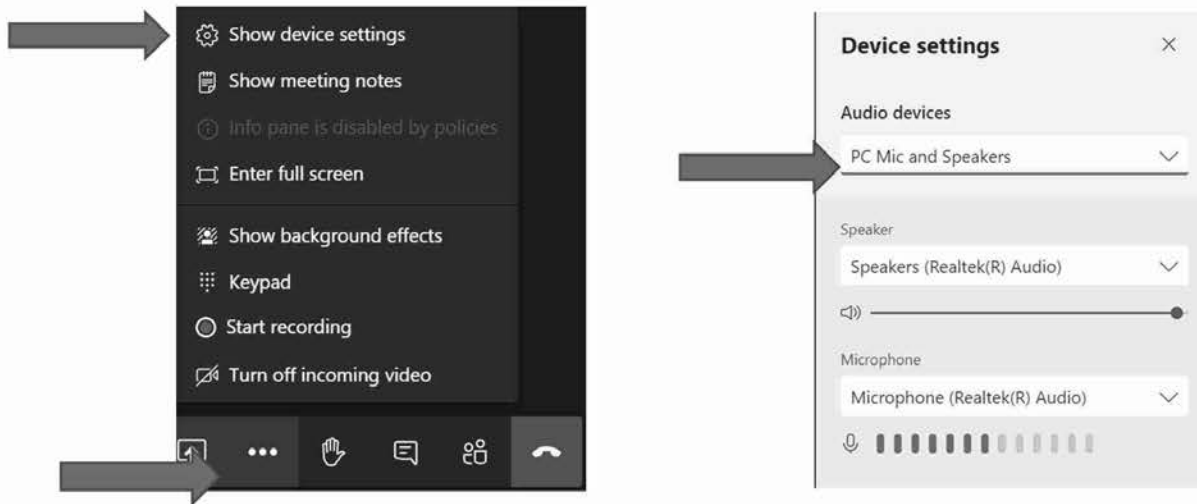 Show device settings
Show meeting notes
Info pane is disabled by policies
Enter full screen
Show background effects
Keypad
Start recording
Turn off incoming video
Device settings
Audio devices
PC Mic and Speakers
Speaker
Speakers (Realtek(R) Audio)
Microphone
Microphone (Realtek(R) Audio)